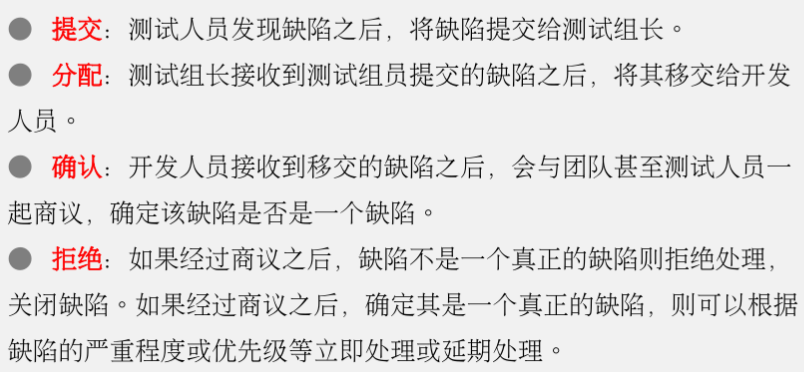 ● 提交：测试人员发现缺陷之后，将缺陷提交给测试组长。
● 分配：测试组长接收到测试组员提交的缺陷之后，将其移交给开发
人员。
● 确认：开发人员接收到移交的缺陷之后，会与团队甚至测试人员一
起商议，确定该缺陷是否是一个缺陷。
● 拒绝：如果经过商议之后，缺陷不是一个真正的缺陷则拒绝处理，
关闭缺陷。如果经过商议之后，确定其是一个真正的缺陷，则可以根据
缺陷的严重程度或优先级等立即处理或延期处理。